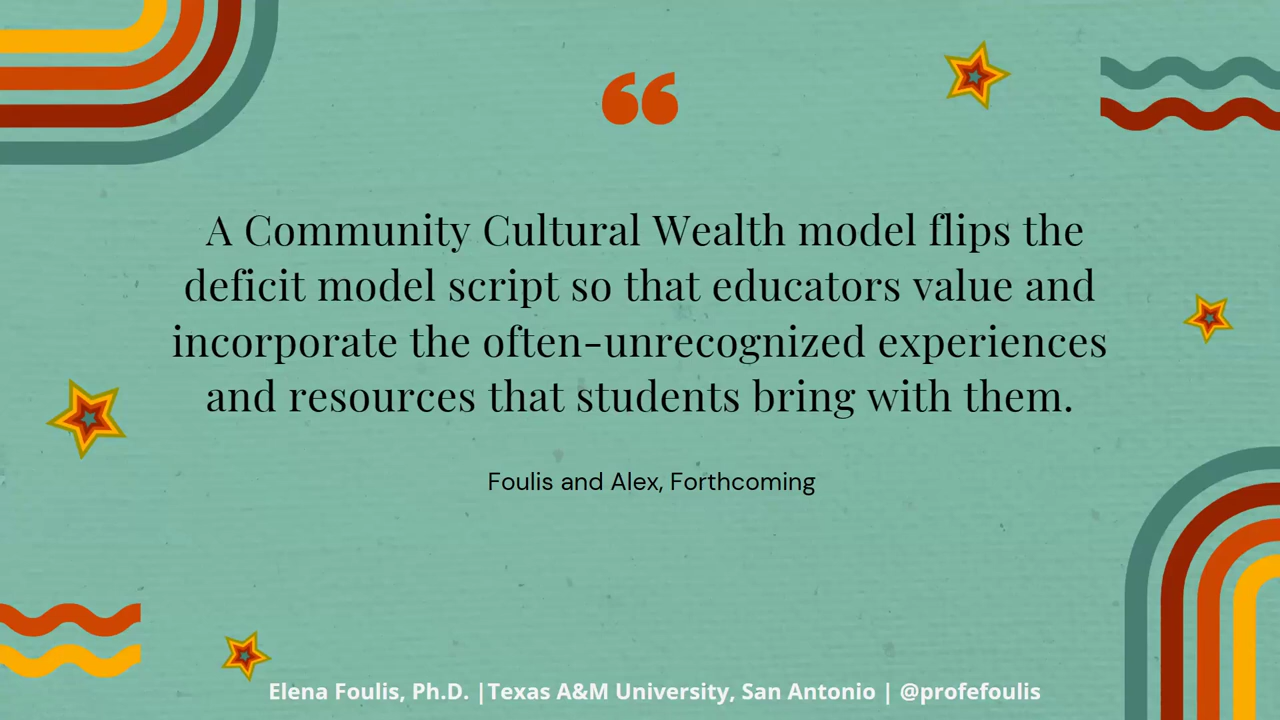 “
A Community Cultural Wealth model flips the
deficit model script so that educators value and
incorporate the often-unrecognized experiences
and resources that students bring with them.
Foulis and Alex, Forthcoming
Elena Foulis, Ph.D. |Texas A&M University, San Antonio | @profefoulis